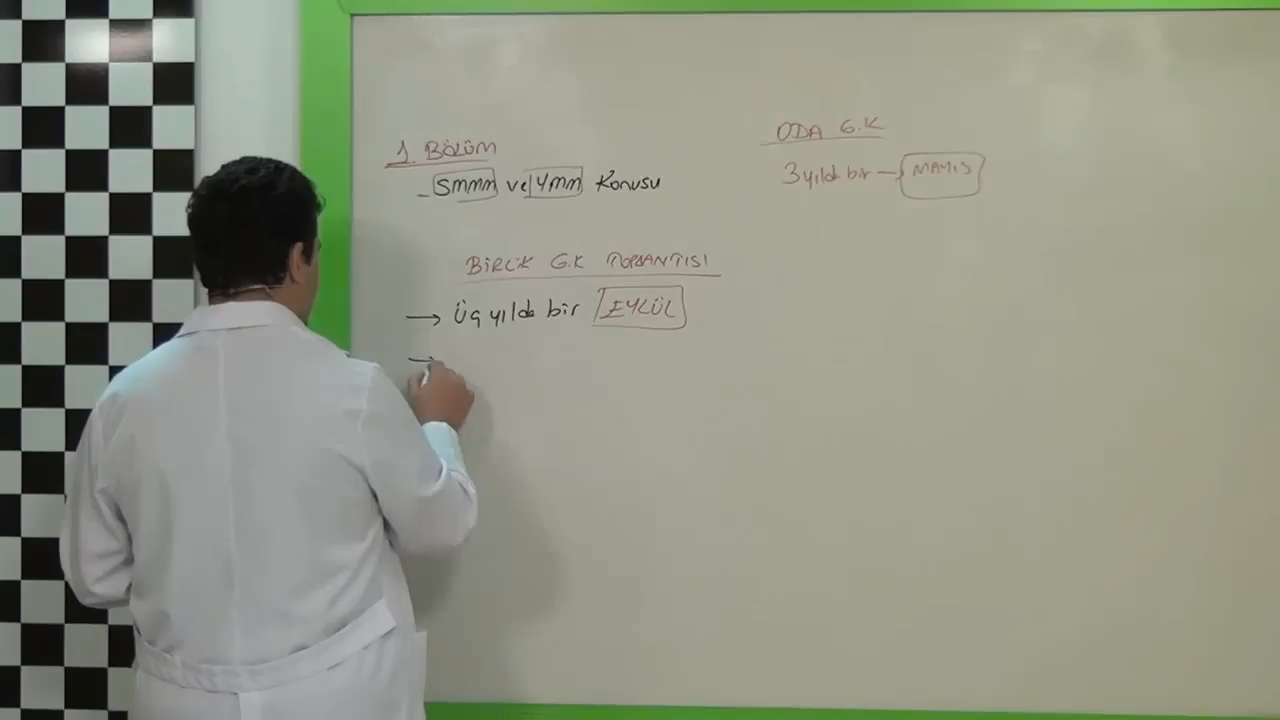 1. BÖLÜM
- SMMM ve YMM Konusu
BİRLİK G.K TOPLANTISI
→ Üç yılda bir EYLÜL
ODA G.K
3 yılda bir - MAYIS